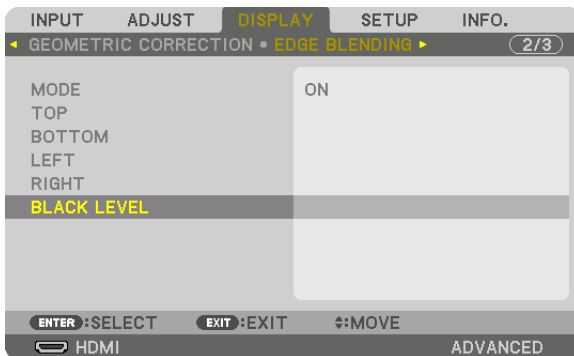 INPUT ADJUST DISPLAY SETUP INFO.
◀ GEOMETRIC CORRECTION • EDGE BLENDING ▶ 2/3
MODE ON
TOP
BOTTOM
LEFT
RIGHT
BLACK LEVEL
ENTER :SELECT EXIT :EXIT ♦:MOVE
HDMI ADVANCED